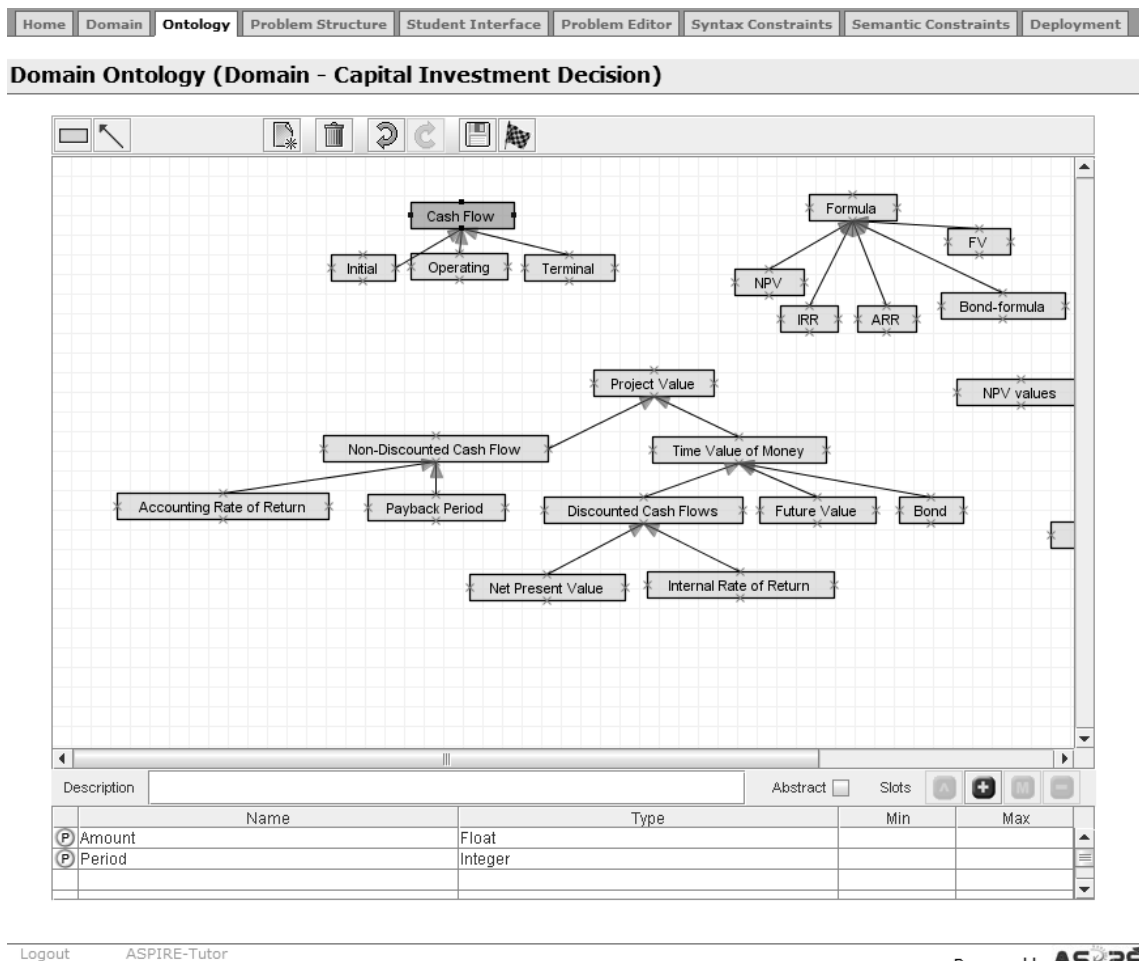 Home Domain Ontology Problem Structure Student Interface Problem Editor Syntax Constraints Semantic Constraints Deployment
Domain Ontology (Domain - Capital Investment Decision)
Cash Flow
Initial Operating Terminal
Formula
FV
NPV
Bond-formula
IRR ARR
Project Value
NPV values
Non-Discounted Cash Flow Time Value of Money
Accounting Rate of Return Payback Period Discounted Cash Flows Future Value Bond
Net Present Value Internal Rate of Return
Description Abstract Slots
Name Type Min Max
P Amount Float
P Period Integer
Logout ASPIRE-Tutor